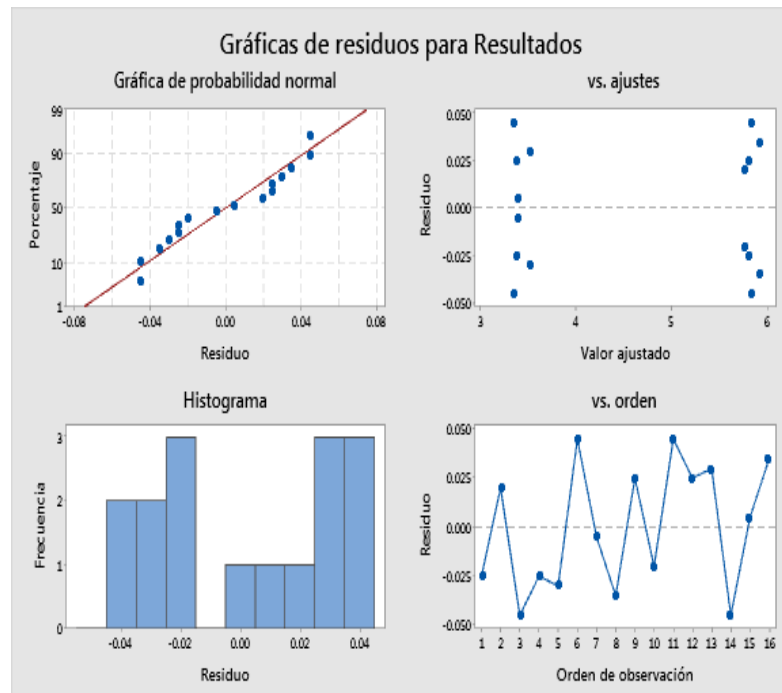 Gráficas de residuos para Resultados
Gráfica de probabilidad normal
99
90
50
10
1
Porcentaje
-0.08
-0.04
0.00
0.04
0.08
Residuo
vs. ajustes
0.050
0.025
0.000
-0.025
-0.050
Residuo
3
4
5
6
Valor ajustado
Histograma
3
2
1
0
Frecuencia
-0.04
-0.02
0.00
0.02
0.04
Residuo
vs. orden
0.050
0.025
0.000
-0.025
-0.050
Residuo
1 2 3 4 5 6 7 8 9 10 11 12 13 14 15 16
Orden de observación